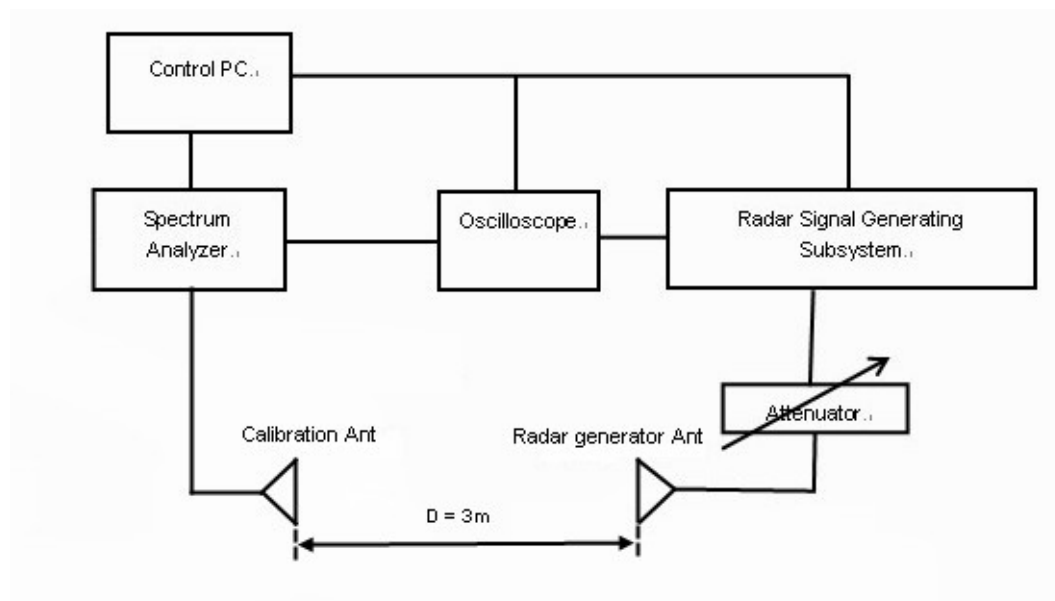 Control PC
Spectrum
Analyzer
Oscilloscope
Radar Signal Generating
Subsystem
Attenuator
Calibration Ant
Radar generator Ant
D = 3m